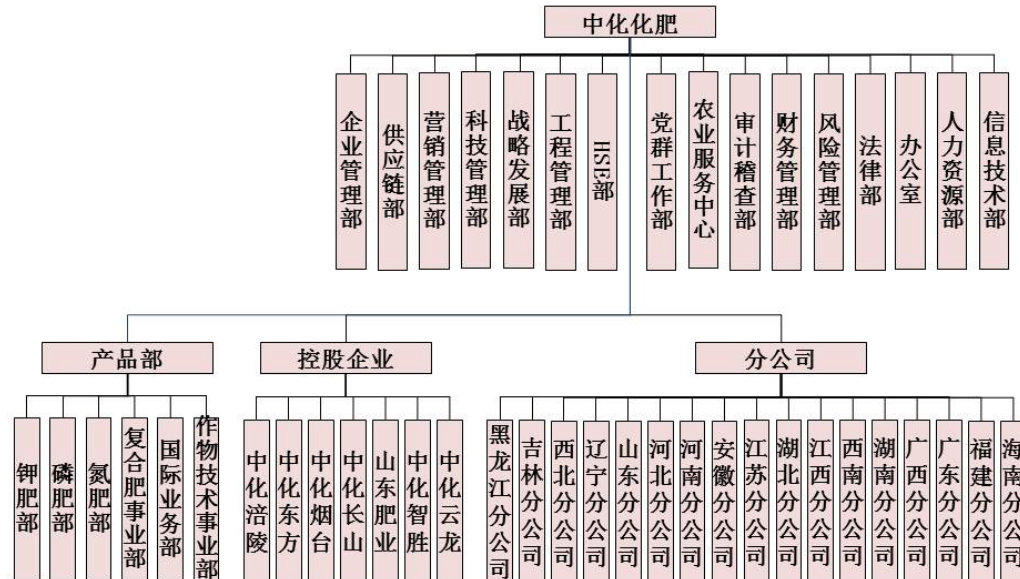 中化化肥
企业管理部
供应链部
营销管理部
科技管理部
战略发展部
工程管理部
HSE部
党群工作部
农业服务中心
审计稽查部
财务管理部
风险管理部
法律部
办公室
人力资源部
信息技术部
产品部
控股企业
分公司
钾肥部
磷肥部
氮肥部
复合肥事业部
国际业务部
作物技术事业部
中化涪陵
中化东方
中化烟台
中化长山
山东肥业
中化智胜
中化云龙
黑龙江分公司
吉林分公司
西北分公司
辽宁分公司
山东分公司
河北分公司
河南分公司
安徽分公司
江苏分公司
湖北分公司
江西分公司
西南分公司
湖南分公司
广西分公司
广东分公司
福建分公司
海南分公司